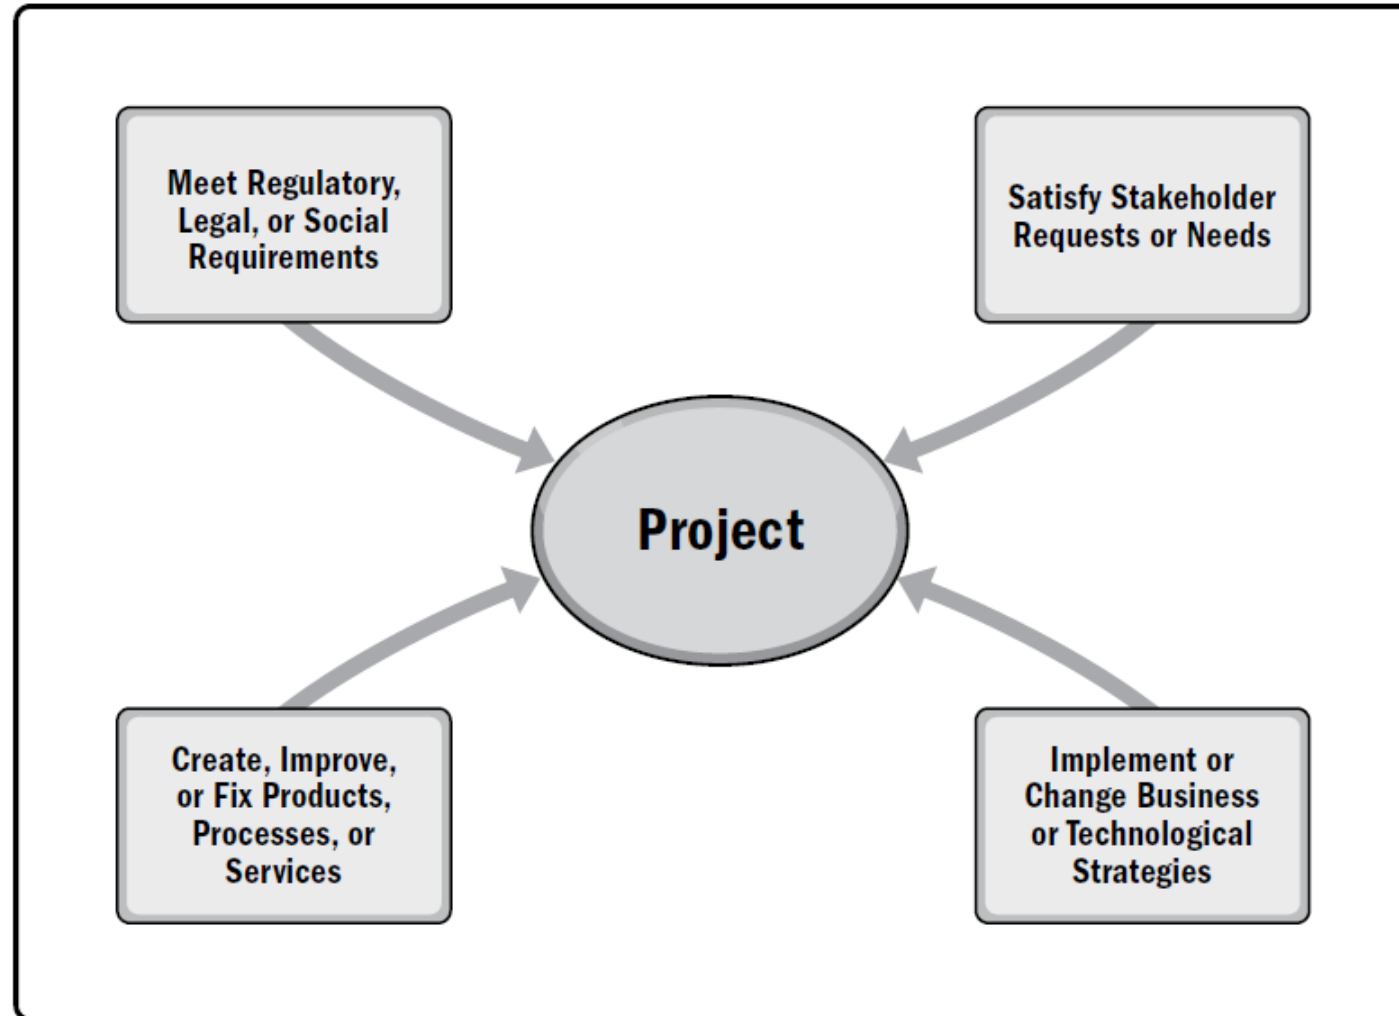 Meet Regulatory,
Legal, or Social
Requirements
Satisfy Stakeholder
Requests or Needs
Project
Create, Improve,
or Fix Products,
Processes, or
Services
Implement or
Change Business
or Technological
Strategies